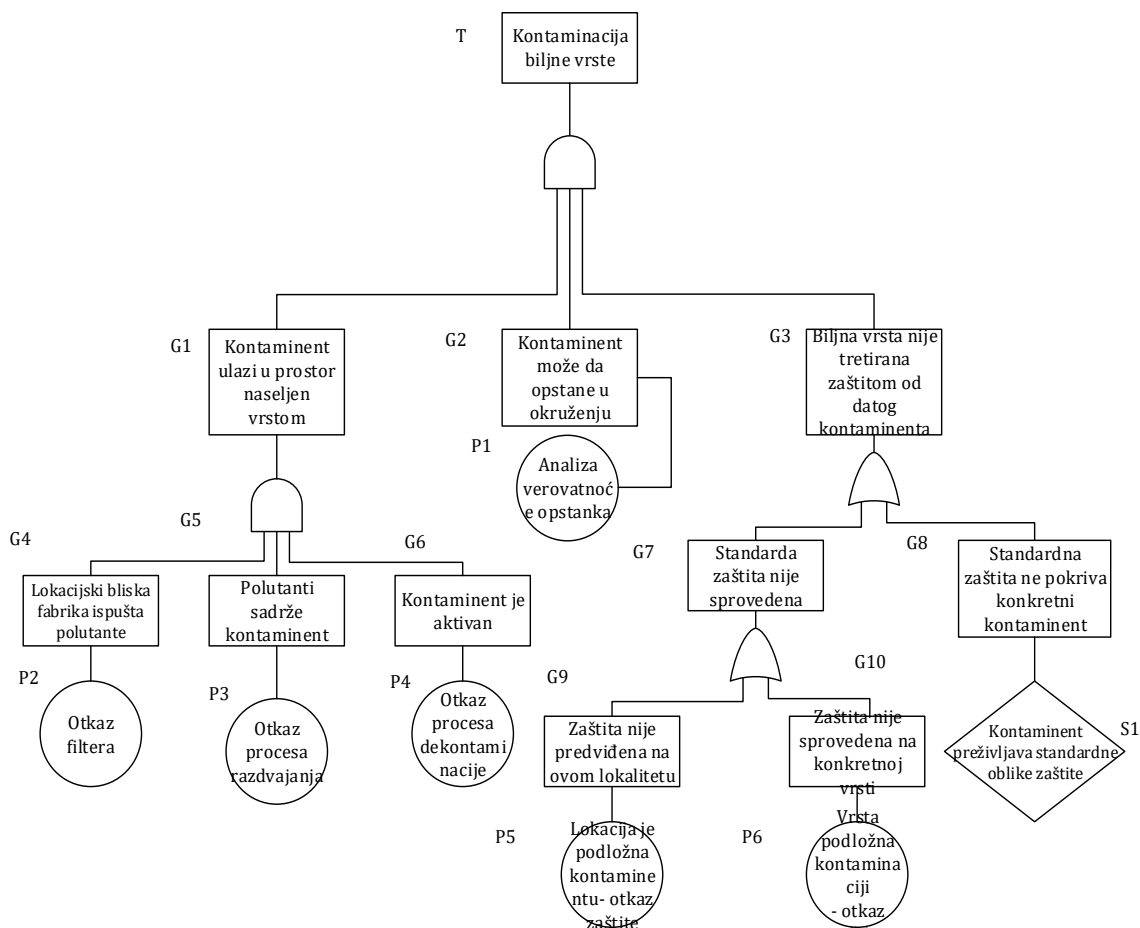 T
Kontaminacija
biljne vrste
G1
Kontaminent
ulazi u prostor
naseljen
vrstom
G2
Kontaminent
može da
opstane u
okruženju
G3
Biljna vrsta nije
tretirana
zaštitom od
datog
kontaminenta
P1
Analiza
verovatnoć
e opstanka
G4
Lokacijski bliska
fabrika ispušta
polutante
G5
Polutanti
sadrže
kontaminent
G6
Kontaminent je
aktivan
G7
Standarda
zaštita nije
sprovedena
G8
Standardna
zaštita ne pokriva
konkretni
kontaminent
P2
Otkaz
filtera
P3
Otkaz
procesa
razdvajanja
P4
Otkaz
procesa
dekontami
nacije
G9
Zaštita nije
predviđena na
ovom lokalitetu
G10
Zaštita nije
sprovedena na
konkretnoj
vrsti
S1
Kontaminent
preživljava standardne
oblike zaštite
P5
Lokacija je
podložna
kontamine
ntu- otkaz
zaštite
P6
Vrsta
podložna
kontamina
ciji
- otkaz